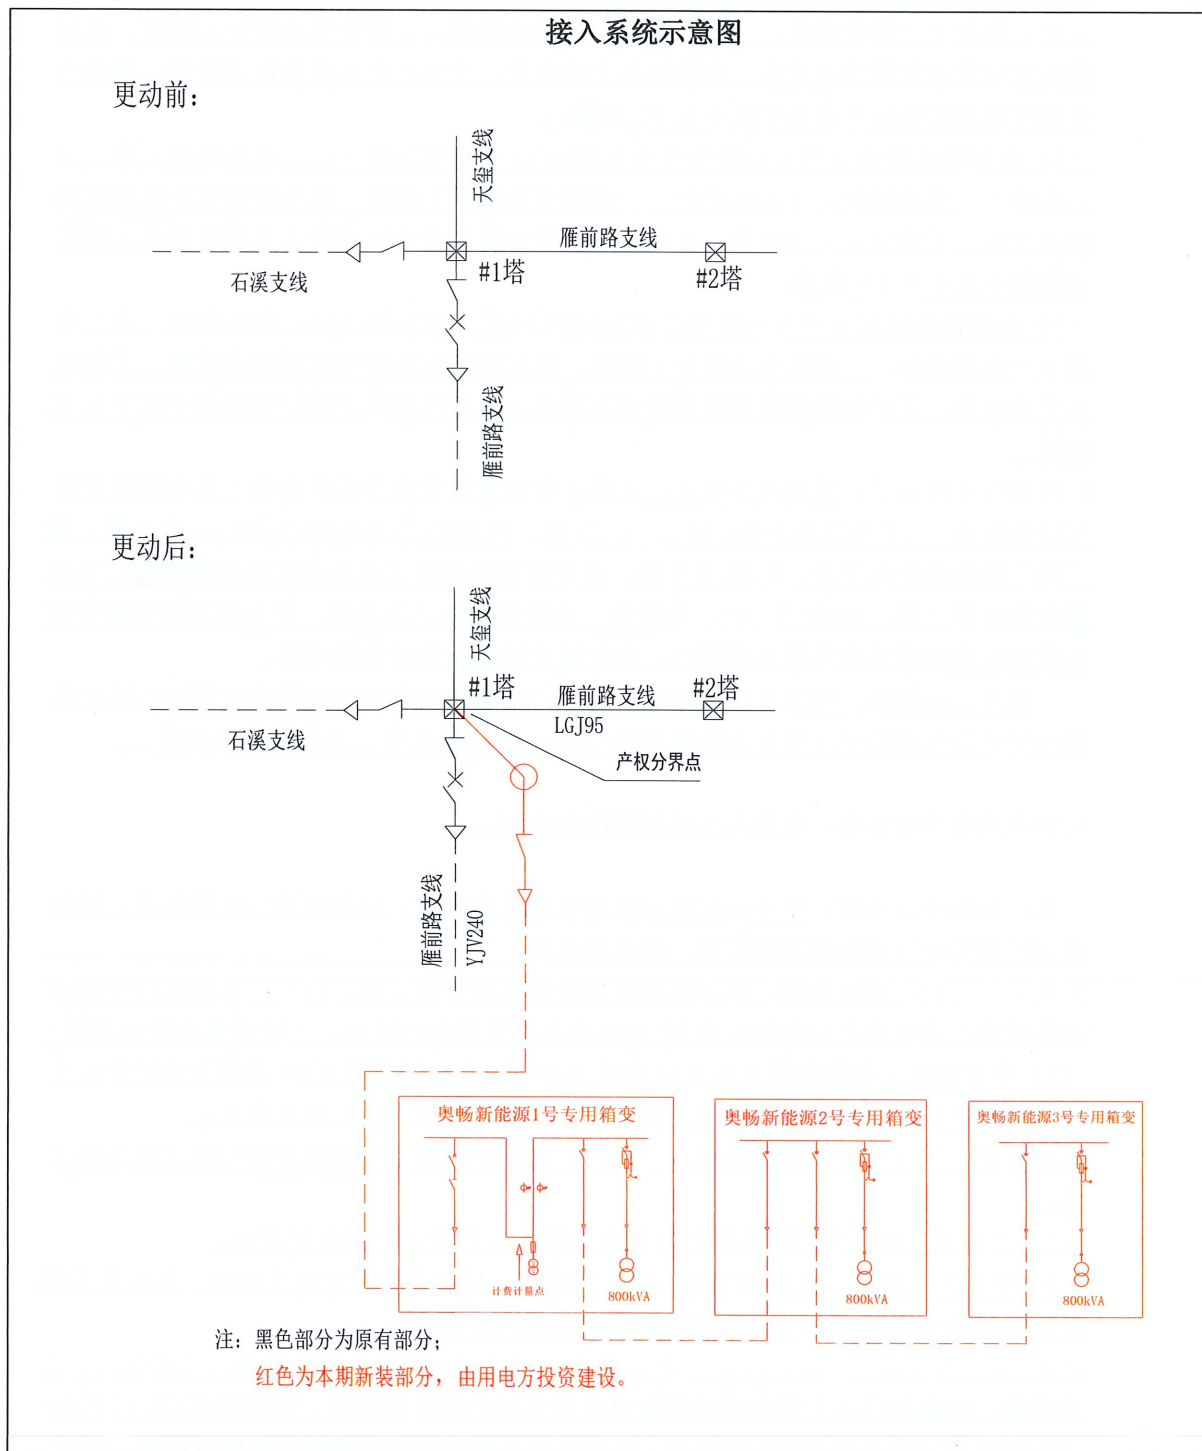 接入系统示意图
更动前：
天玺支线
雁前路支线
石溪支线
#1塔
#2塔
雁前路支线
更动后：
天玺支线
#1塔
雁前路支线
#2塔
LGJ95
石溪支线
产权分界点
雁前路支线
YJV240
奥畅新能源1号专用箱变
奥畅新能源2号专用箱变
奥畅新能源3号专用箱变
计费计量点
800kVA
800kVA
800kVA
注：黑色部分为原有部分；
红色为本期新装部分，由用电方投资建设。